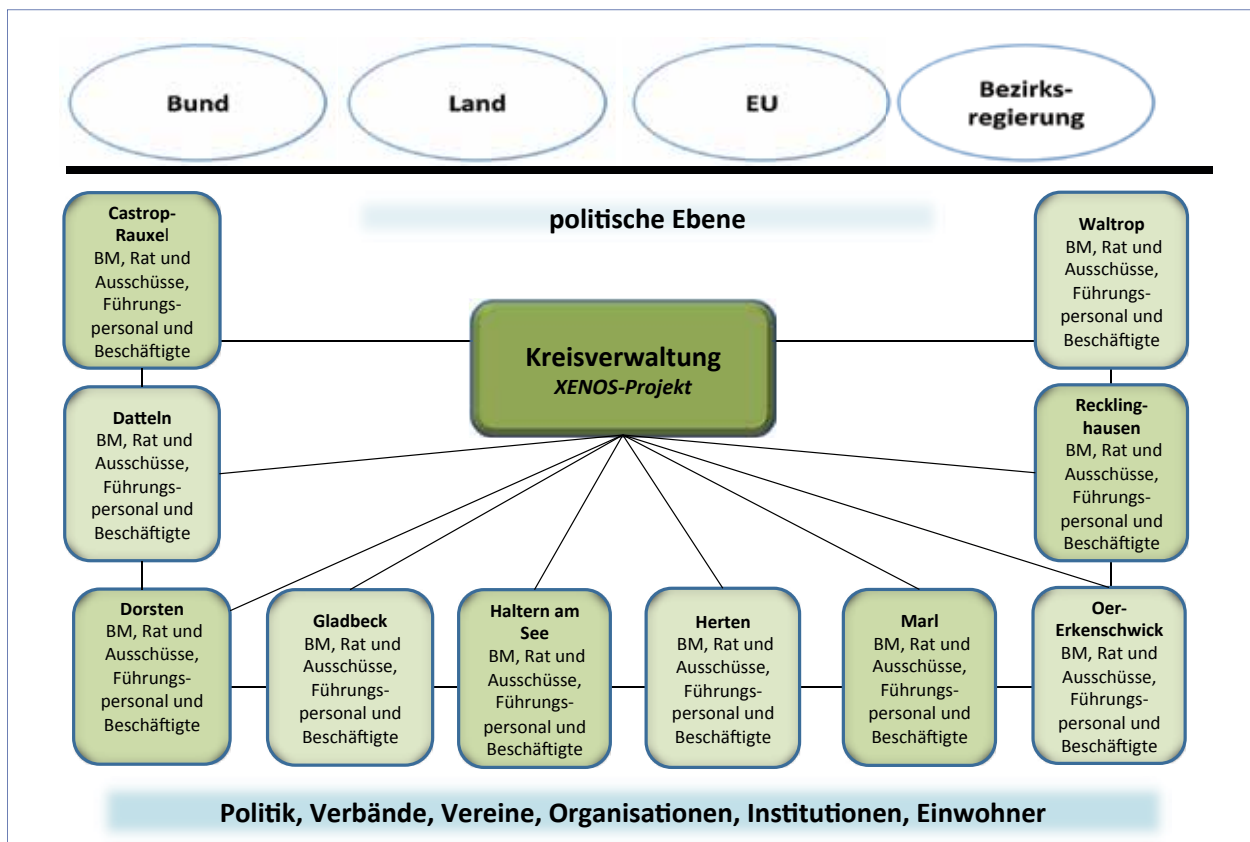 Bund
Land
EU
Bezirks-
regierung
politische Ebene
Castrop-
Rauxel
BM, Rat und
Ausschüsse,
Führungs-
personal und
Beschäftigte
Waltrop
BM, Rat und
Ausschüsse,
Führungs-
personal und
Beschäftigte
Kreisverwaltung
XENOS-Projekt
Datteln
BM, Rat und
Ausschüsse,
Führungs-
personal und
Beschäftigte
Reckling-
hausen
BM, Rat und
Ausschüsse,
Führungs-
personal und
Beschäftigte
Dorsten
BM, Rat und
Ausschüsse,
Führungs-
personal und
Beschäftigte
Gladbeck
BM, Rat und
Ausschüsse,
Führungs-
personal und
Beschäftigte
Haltern am
See
BM, Rat und
Ausschüsse,
Führungs-
personal und
Beschäftigte
Herten
BM, Rat und
Ausschüsse,
Führungs-
personal und
Beschäftigte
Marl
BM, Rat und
Ausschüsse,
Führungs-
personal und
Beschäftigte
Oer-
Erkenschwick
BM, Rat und
Ausschüsse,
Führungs-
personal und
Beschäftigte
Politik, Verbände, Vereine, Organisationen, Institutionen, Einwohner